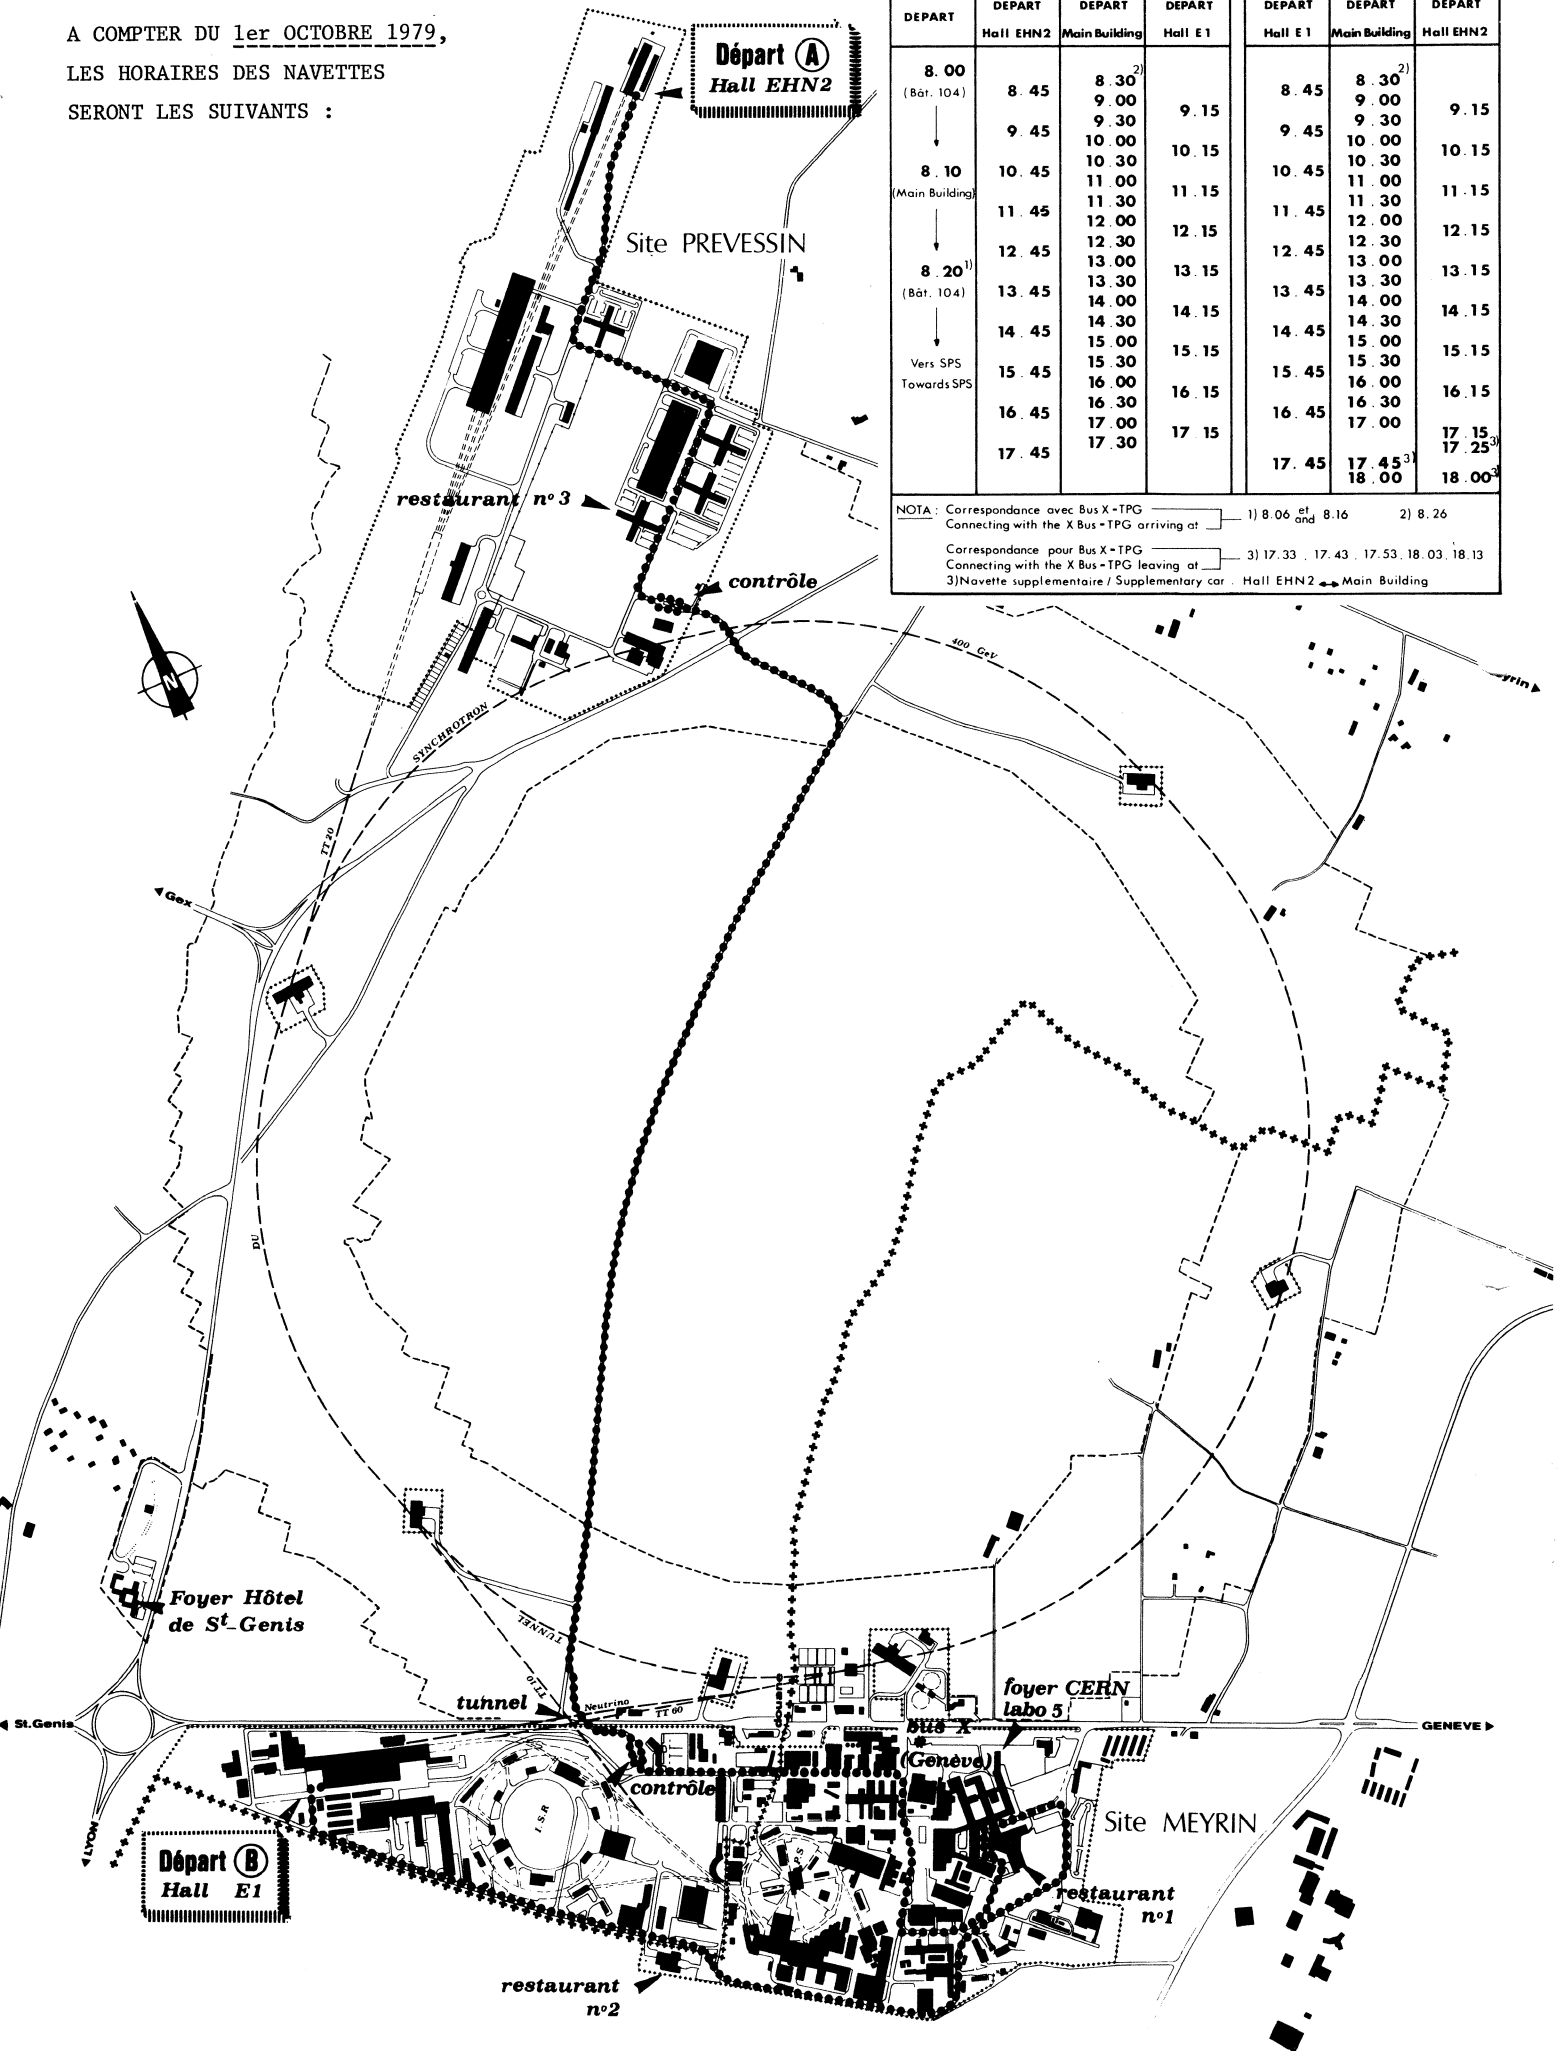 A COMPTER DU 1er OCTOBRE 1979,
LES HORAIRES DES NAVETTES
SERONT LES SUIVANTS :
Départ A
Hall EHN2
DEPART
8.00
(Bât. 104)
8.10
(Main Building)
8.20 1)
(Bât. 104)
Vers SPS
Towards SPS
DEPART
Hall EHN2
8.45
9.45
10.45
11.45
12.45
13.45
14.45
15.45
16.45
17.45
DEPART
Main Building
8.30 2)
9.00
9.30
10.00
10.30
11.00
11.30
12.00
12.30
13.00
13.30
14.00
14.30
15.00
15.30
16.00
16.30
17.00
17.30
DEPART
Hall E1
9.15
10.15
11.15
12.15
13.15
14.15
15.15
16.15
17.15
DEPART
Hall E1
8.45
9.45
10.45
11.45
12.45
13.45
14.45
15.45
16.45
17.45
DEPART
Main Building
8.30 2)
9.00
9.30
10.00
10.30
11.00
11.30
12.00
12.30
13.00
13.30
14.00
14.30
15.00
15.30
16.00
16.30
17.00
17.45 3)
18.00
DEPART
Hall EHN2
9.15
10.15
11.15
12.15
13.15
14.15
15.15
16.15
17.15
17.25 3)
18.00 3)
NOTA : Correspondance avec Bus X-TPG
Connecting with the X Bus-TPG arriving at
1) 8.06 et and 8.16 2) 8.26
Correspondance pour Bus X-TPG
Connecting with the X Bus-TPG leaving at
3) 17.33 . 17.43 . 17.53 . 18.03 . 18.13
3) Navette supplementaire / Supplementary car . Hall EHN2 ↔ Main Building
Site PREVESSIN
restaurant n°3
contrôle
400 GeV
N
SYNCHROTRON
TT 20
Gex
DU
Foyer Hôtel
de St-Genis
TUNNEL
TT10
Neutrino
TT 60
tunnel
douane
foyer CERN
labo 5
St.Genis
bus X
(Genève)
GENEVE
contrôle
I.S.R
P.S
Site MEYRIN
LYON
Départ B
Hall E1
restaurant
n°1
restaurant
n°2